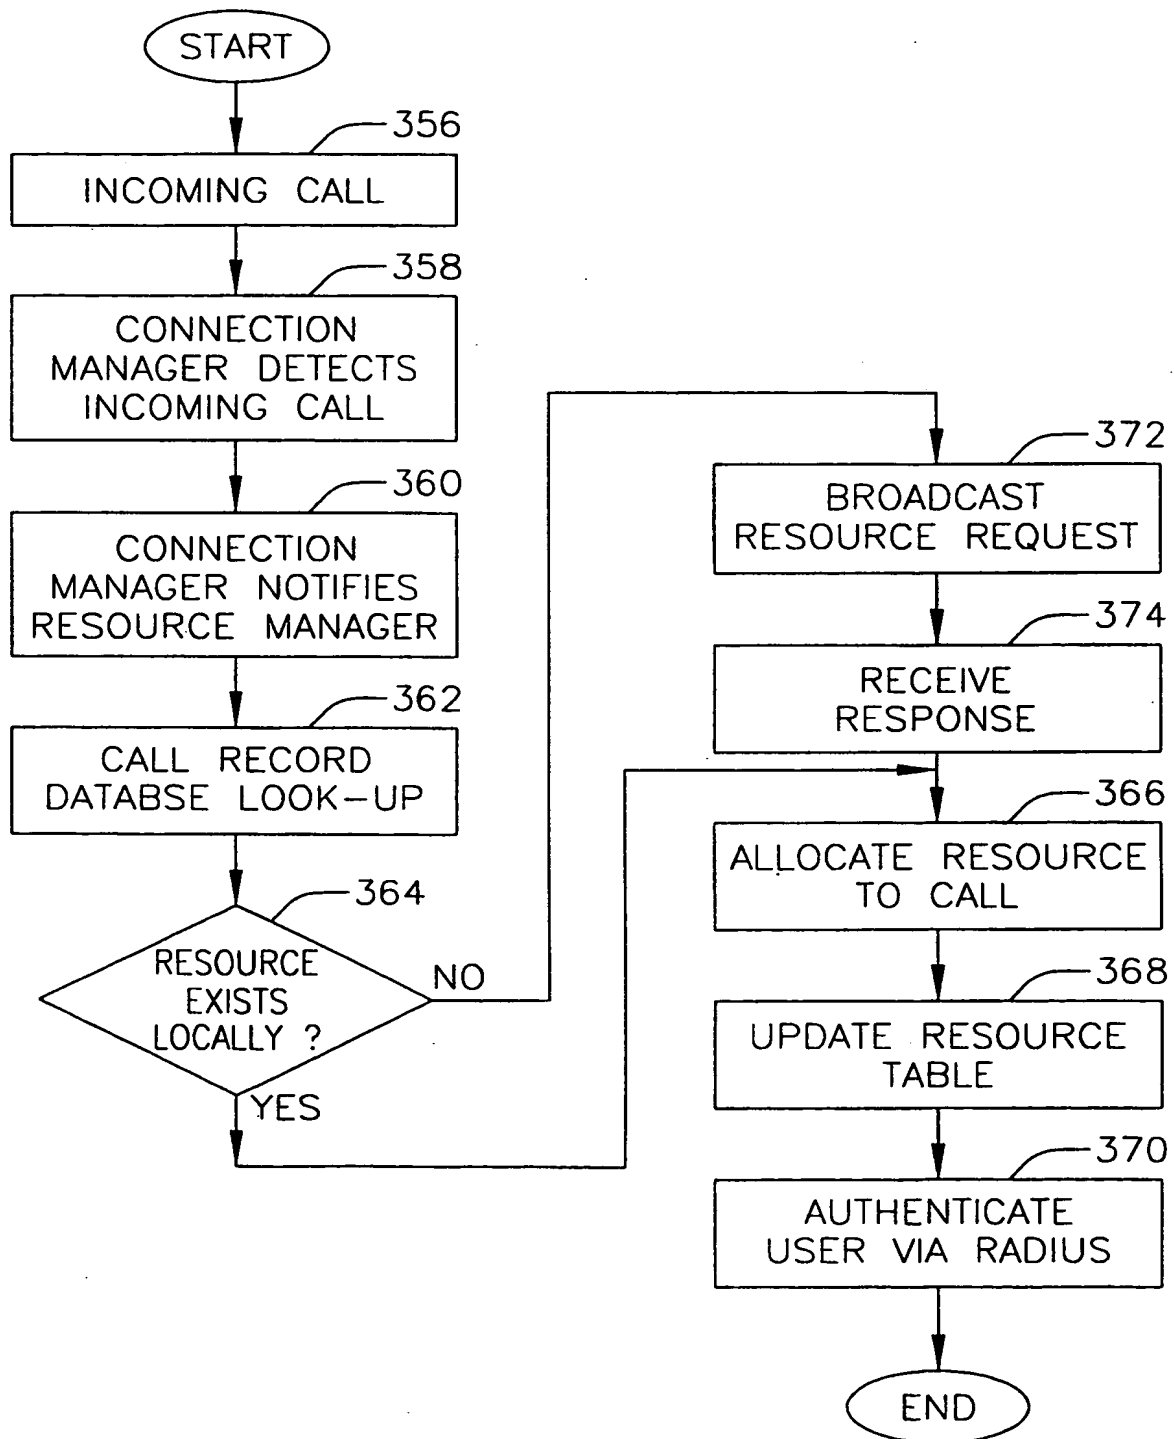 START
356
INCOMING CALL
358
CONNECTION
MANAGER DETECTS
INCOMING CALL
360
CONNECTION
MANAGER NOTIFIES
RESOURCE MANAGER
362
CALL RECORD
DATABSE LOOK-UP
364
RESOURCE
EXISTS
LOCALLY ?
NO
YES
372
BROADCAST
RESOURCE REQUEST
374
RECEIVE
RESPONSE
366
ALLOCATE RESOURCE
TO CALL
368
UPDATE RESOURCE
TABLE
370
AUTHENTICATE
USER VIA RADIUS
END